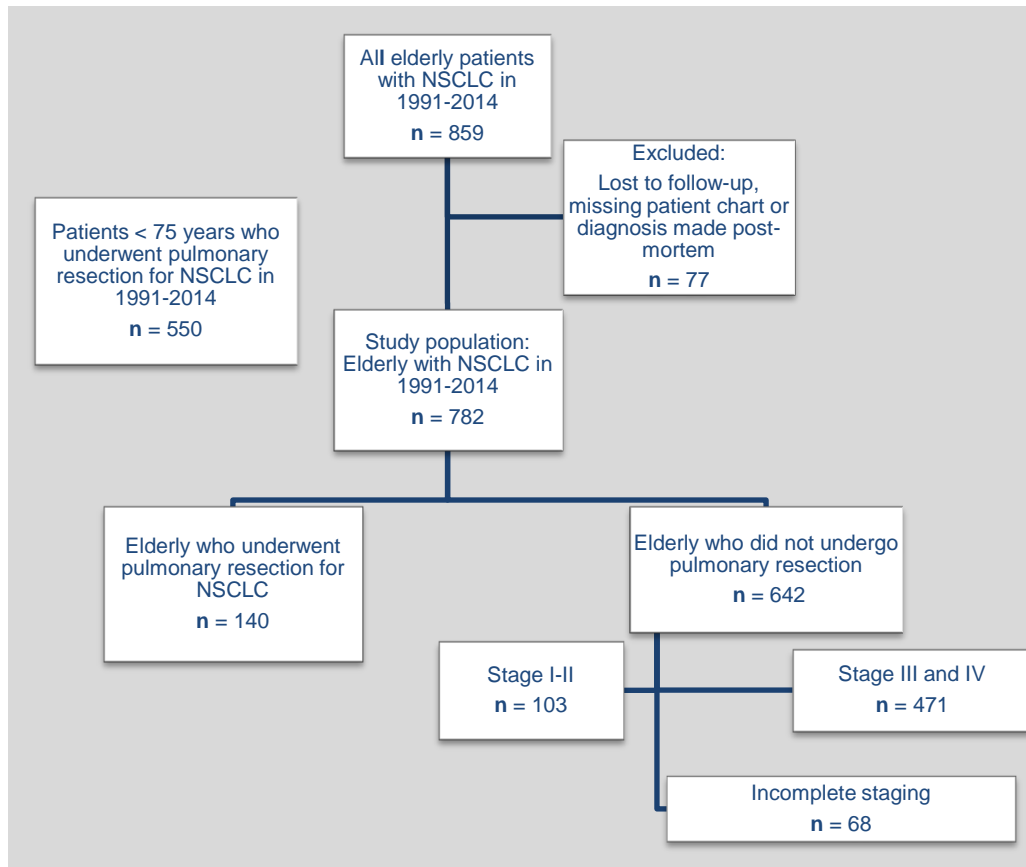 All elderly patients
with NSCLC in
1991-2014
n = 859
Excluded:
Lost to follow-up,
missing patient chart or
diagnosis made post-
mortem
n = 77
Patients < 75 years who
underwent pulmonary
resection for NSCLC in
1991-2014
n = 550
Study population:
Elderly with NSCLC in
1991-2014
n = 782
Elderly who underwent
pulmonary resection for
NSCLC
n = 140
Elderly who did not undergo
pulmonary resection
n = 642
Stage I-II
n = 103
Stage III and IV
n = 471
Incomplete staging
n = 68